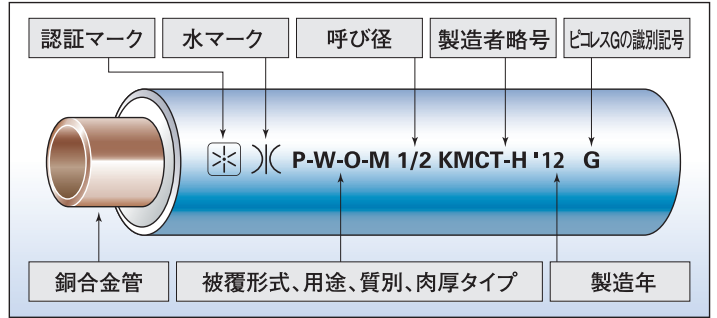 認証マーク 水マーク 呼び径 製造者略号 ピコレスGの識別記号
P-W-O-M 1/2 KMCT-H '12 G
銅合金管 被覆形式、用途、質別、肉厚タイプ 製造年